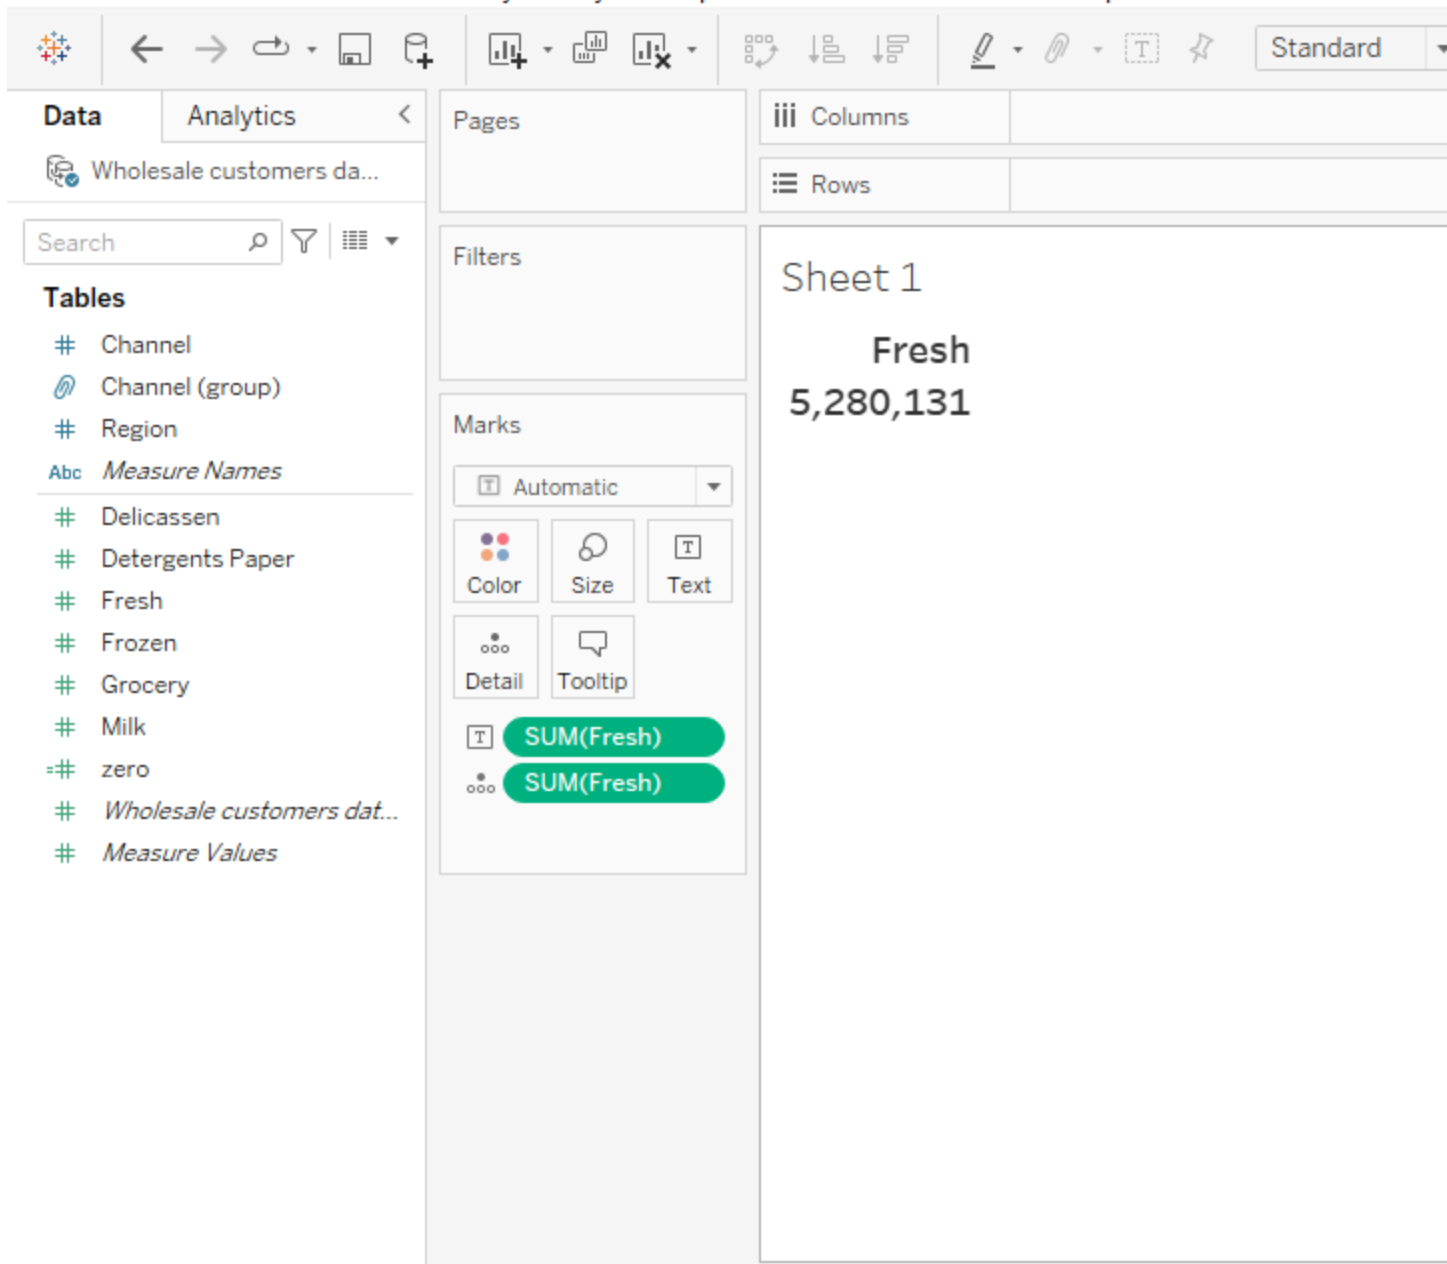 Standard
Data
Analytics
Wholesale customers da...
Search
Tables
Channel
Channel (group)
Region
Abc Measure Names
Delicassen
Detergents Paper
Fresh
Frozen
Grocery
Milk
=# zero
Wholesale customers dat...
Measure Values
Pages
Filters
Marks
Automatic
Color
Size
Text
Detail
Tooltip
SUM(Fresh)
SUM(Fresh)
Columns
Rows
Sheet 1
Fresh
5,280,131